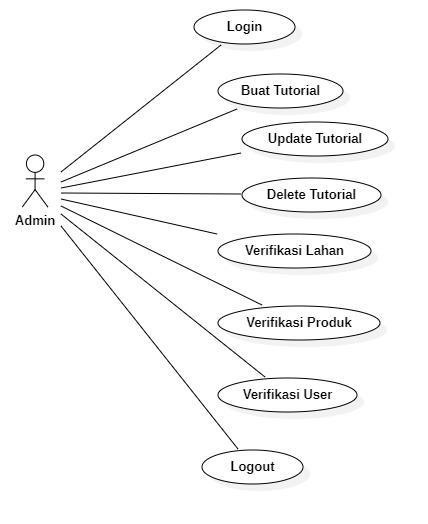 Login
Buat Tutorial
Update Tutorial
Admin
Delete Tutorial
Verifikasi Lahan
Verifikasi Produk
Verifikasi User
Logout